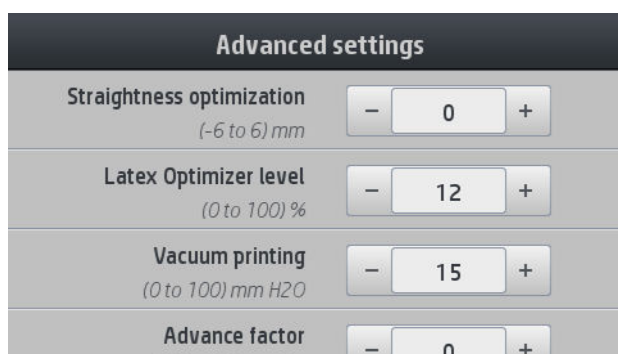 Advanced settings
Straightness optimization
(-6 to 6) mm
− 0 +
Latex Optimizer level
(0 to 100) %
− 12 +
Vacuum printing
(0 to 100) mm H2O
− 15 +
Advance factor
− 0 +